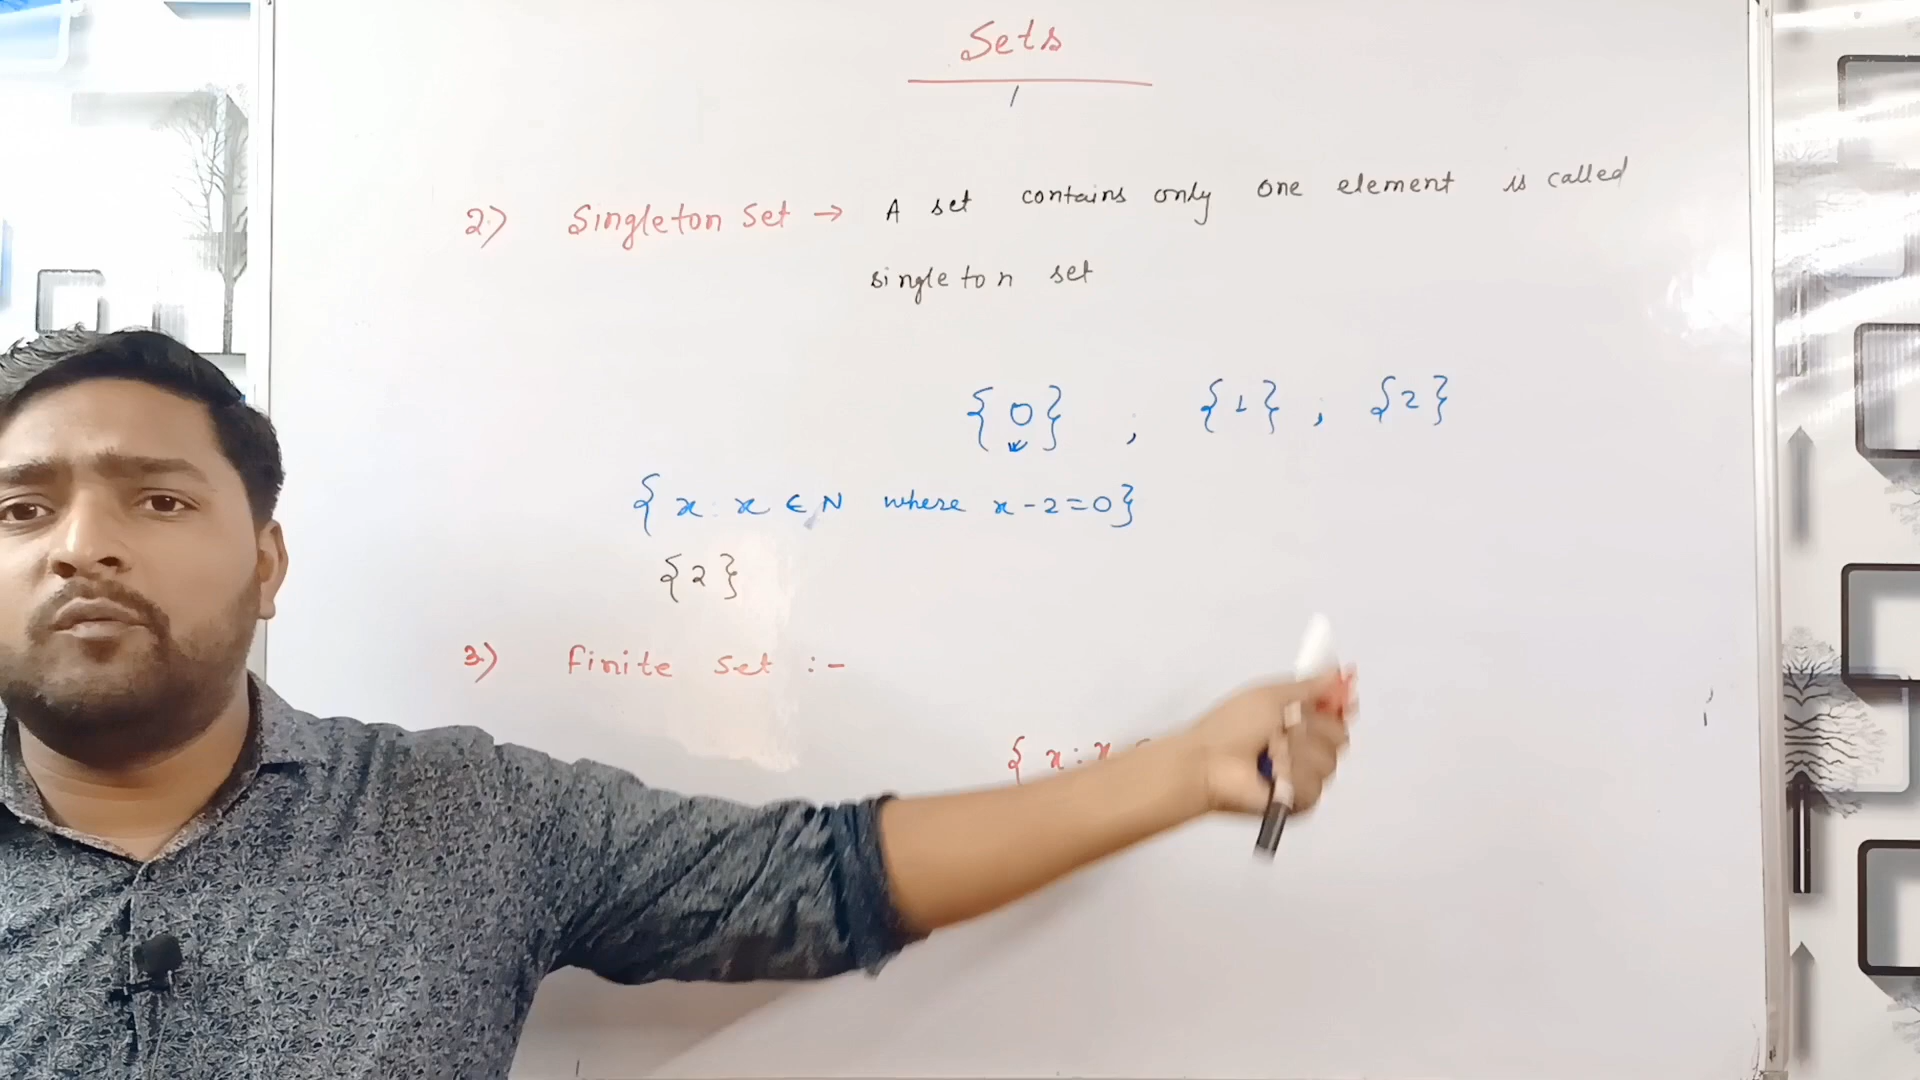 Sets
2) Singleton Set → A set contains only one element is called
singleton set
{0} , {1} , {2}
{ x : x ∈ N where x - 2 = 0}
{2}
3) finite set :-
{ x : x